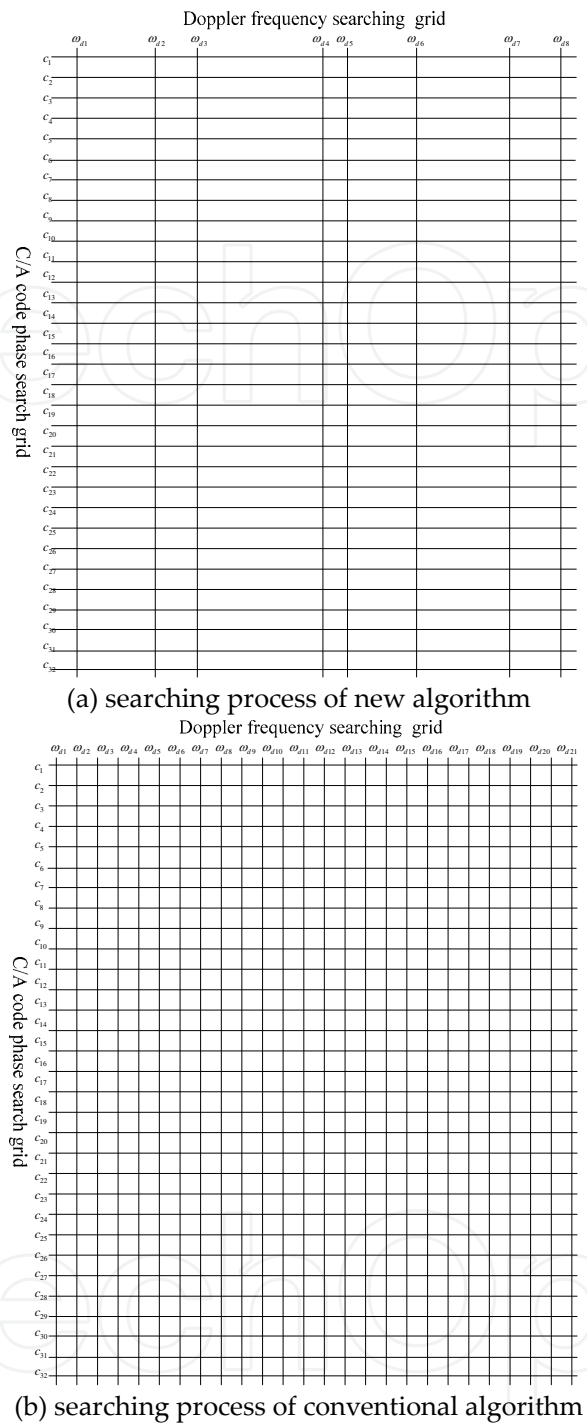 Doppler frequency searching grid
ω_d1 ω_d2 ω_d3 ω_d4 ω_d5 ω_d6 ω_d7 ω_d8
c_1
c_2
c_3
c_4
c_5
c_6
c_7
c_8
c_9
c_10
c_11
c_12
c_13
c_14
c_15
c_16
c_17
c_18
c_19
c_20
c_21
c_22
c_23
c_24
c_25
c_26
c_27
c_28
c_29
c_30
c_31
c_32
C/A code phase search grid
(a) searching process of new algorithm
Doppler frequency searching grid
ω_d1 ω_d2 ω_d3 ω_d4 ω_d5 ω_d6 ω_d7 ω_d8 ω_d9 ω_d10 ω_d11 ω_d12 ω_d13 ω_d14 ω_d15 ω_d16 ω_d17 ω_d18 ω_d19 ω_d20 ω_d21
c_1
c_2
c_3
c_4
c_5
c_6
c_7
c_8
c_9
c_10
c_11
c_12
c_13
c_14
c_15
c_16
c_17
c_18
c_19
c_20
c_21
c_22
c_23
c_24
c_25
c_26
c_27
c_28
c_29
c_30
c_31
c_32
C/A code phase search grid
(b) searching process of conventional algorithm